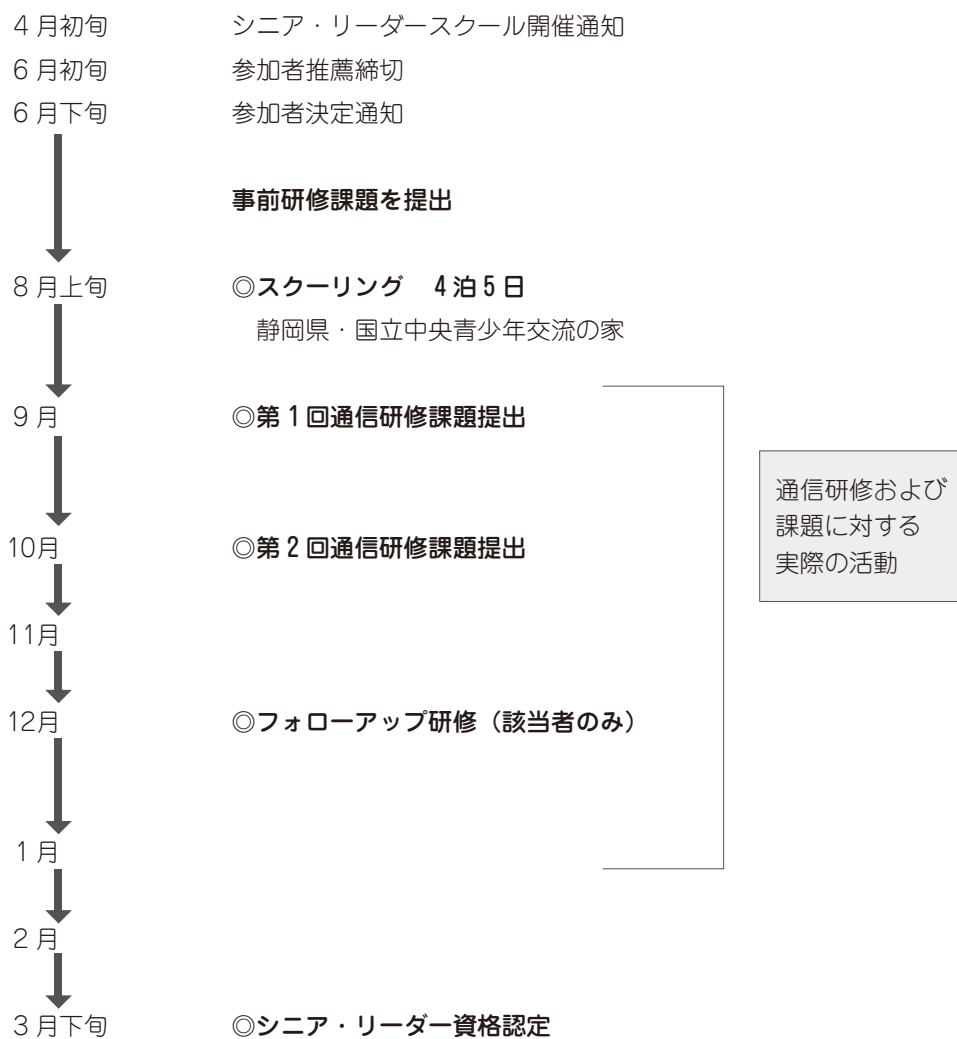 4月初旬 シニア・リーダースクール開催通知
6月初旬 参加者推薦締切
6月下旬 参加者決定通知
事前研修課題を提出
8月上旬 ◎スクーリング 4泊5日
静岡県・国立中央青少年交流の家
9月 ◎第1回通信研修課題提出
通信研修および
課題に対する
実際の活動
10月 ◎第2回通信研修課題提出
11月
12月 ◎フォローアップ研修（該当者のみ）
1月
2月
3月下旬 ◎シニア・リーダー資格認定